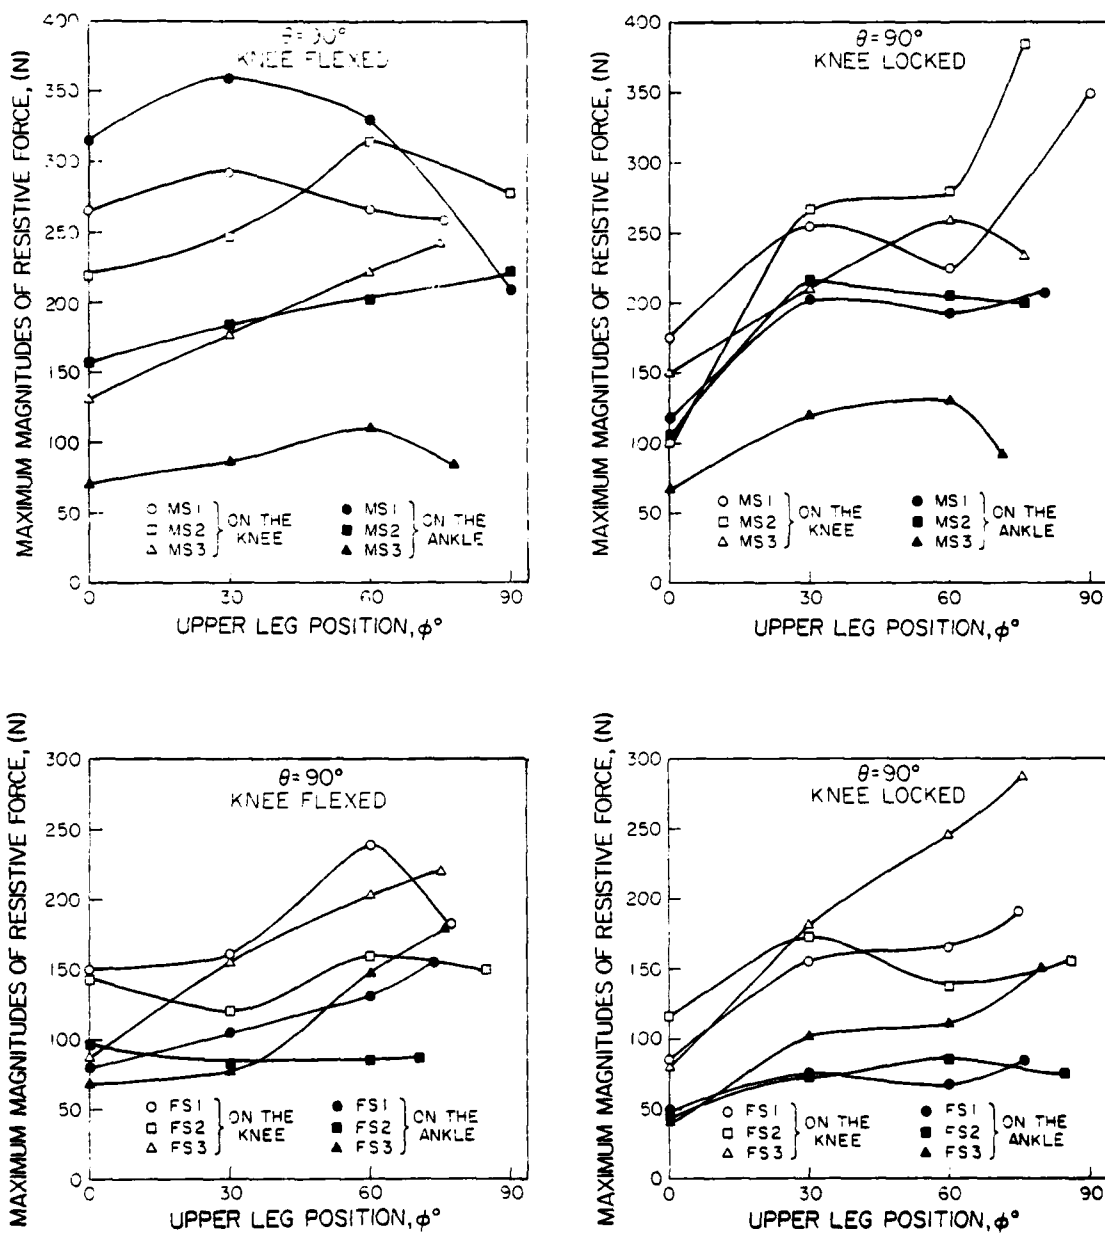 MAXIMUM MAGNITUDES OF RESISTIVE FORCE, (N)
400
350
300
250
200
150
100
50
0
KNEE FLEXED
MS1
MS2
MS3
ON THE
KNEE
MS1
MS2
MS3
ON THE
ANKLE
0 30 60 90
UPPER LEG POSITION, φ°
MAXIMUM MAGNITUDES OF RESISTIVE FORCE, (N)
400
350
300
250
200
150
100
50
0
θ=90°
KNEE LOCKED
MS1
MS2
MS3
ON THE
KNEE
MS1
MS2
MS3
ON THE
ANKLE
0 30 60 90
UPPER LEG POSITION, φ°
MAXIMUM MAGNITUDES OF RESISTIVE FORCE, (N)
300
250
200
150
100
50
0
θ=90°
KNEE FLEXED
FS1
FS2
FS3
ON THE
KNEE
FS1
FS2
FS3
ON THE
ANKLE
0 30 60 90
UPPER LEG POSITION, φ°
MAXIMUM MAGNITUDES OF RESISTIVE FORCE, (N)
300
250
200
150
100
50
0
θ=90°
KNEE LOCKED
FS1
FS2
FS3
ON THE
KNEE
FS1
FS2
FS3
ON THE
ANKLE
0 30 60 90
UPPER LEG POSITION, φ°